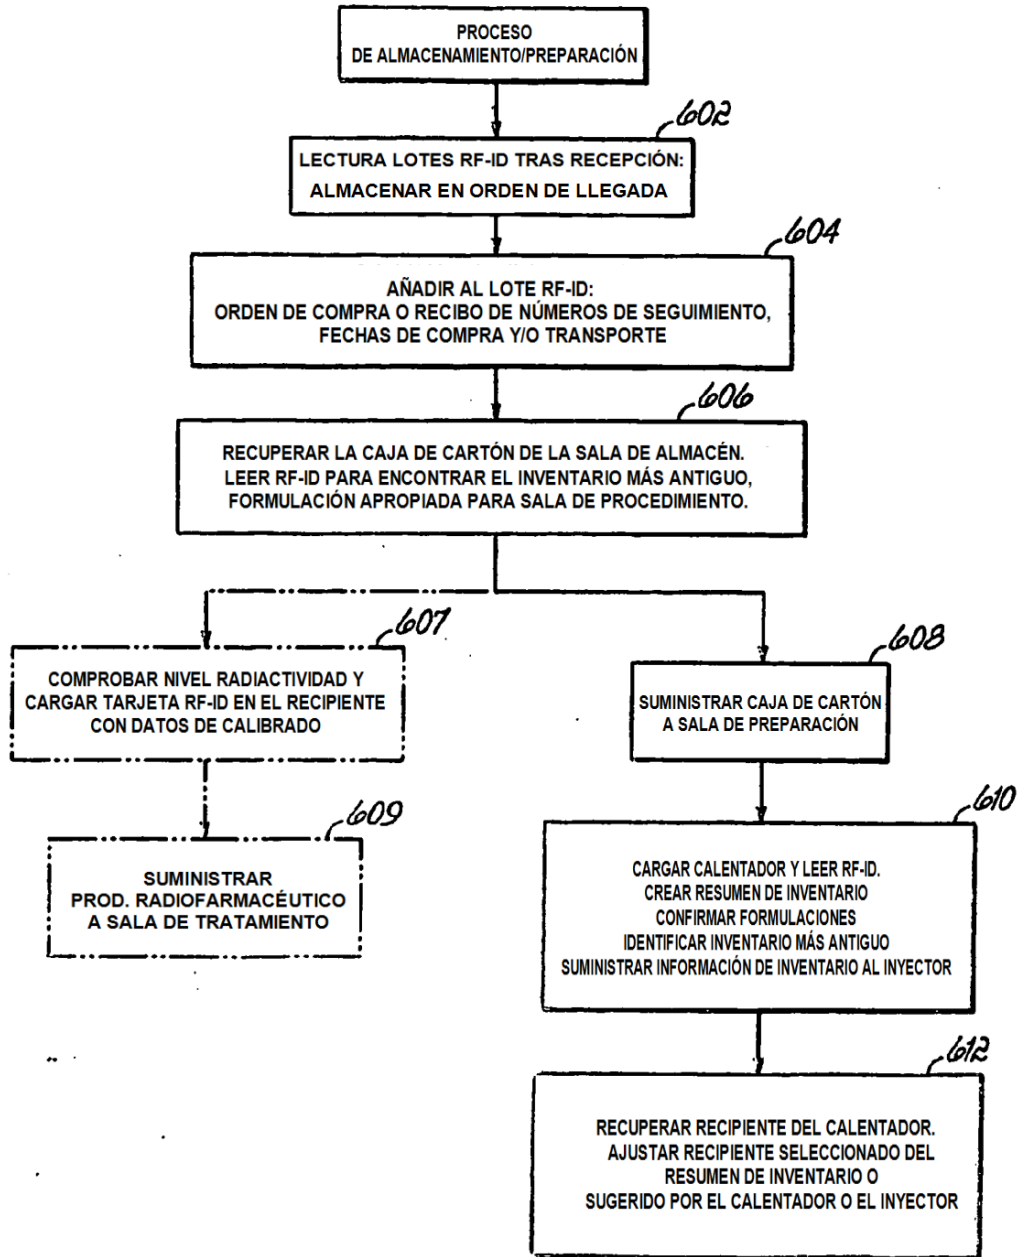 PROCESO
DE ALMACENAMIENTO/PREPARACIÓN
602
LECTURA LOTES RF-ID TRAS RECEPCIÓN:
ALMACENAR EN ORDEN DE LLEGADA
604
AÑADIR AL LOTE RF-ID:
ORDEN DE COMPRA O RECIBO DE NÚMEROS DE SEGUIMIENTO,
FECHAS DE COMPRA Y/O TRANSPORTE
606
RECUPERAR LA CAJA DE CARTÓN DE LA SALA DE ALMACÉN.
LEER RF-ID PARA ENCONTRAR EL INVENTARIO MÁS ANTIGUO,
FORMULACIÓN APROPIADA PARA SALA DE PROCEDIMIENTO.
607
COMPROBAR NIVEL RADIACTIVIDAD Y
CARGAR TARJETA RF-ID EN EL RECIPIENTE
CON DATOS DE CALIBRADO
609
SUMINISTRAR
PROD. RADIOFARMACÉUTICO
A SALA DE TRATAMIENTO
608
SUMINISTRAR CAJA DE CARTÓN
A SALA DE PREPARACIÓN
610
CARGAR CALENTADOR Y LEER RF-ID.
CREAR RESUMEN DE INVENTARIO
CONFIRMAR FORMULACIONES
IDENTIFICAR INVENTARIO MÁS ANTIGUO
SUMINISTRAR INFORMACIÓN DE INVENTARIO AL INYECTOR
612
RECUPERAR RECIPIENTE DEL CALENTADOR.
AJUSTAR RECIPIENTE SELECCIONADO DEL
RESUMEN DE INVENTARIO O
SUGERIDO POR EL CALENTADOR O EL INYECTOR